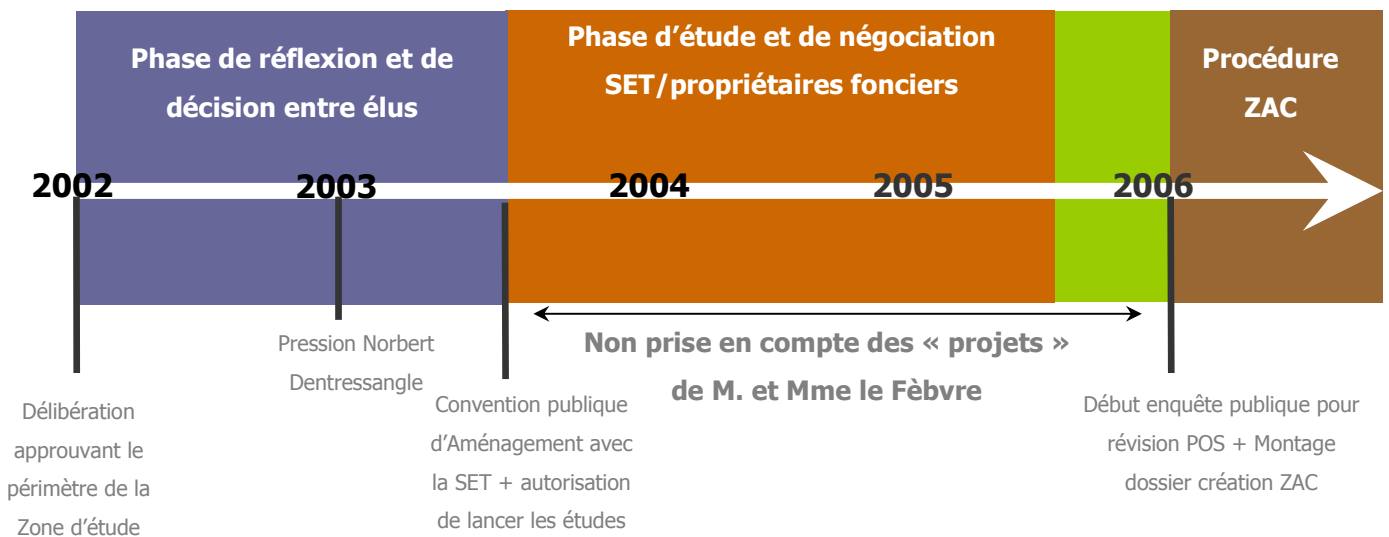 Phase de réflexion et de
décision entre élus
Phase d'étude et de négociation
SET/propriétaires fonciers
Procédure
ZAC
2002
2003
2004
2005
2006
Pression Norbert
Dentressangle
Non prise en compte des « projets »
de M. et Mme le Fèbvre
Délibération
approuvant le
périmètre de la
Zone d'étude
Convention publique
d'Aménagement avec
la SET + autorisation
de lancer les études
Début enquête publique pour
révision POS + Montage
dossier création ZAC